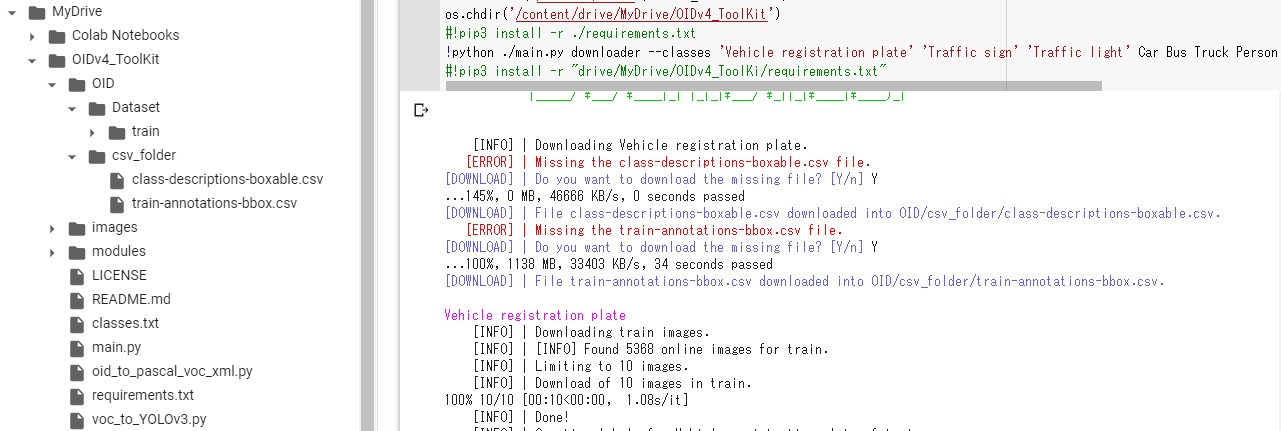 MyDrive
Colab Notebooks
OIDv4_ToolKit
OID
Dataset
train
csv_folder
class-descriptions-boxable.csv
train-annotations-bbox.csv
images
modules
LICENSE
README.md
classes.txt
main.py
oid_to_pascal_voc_xml.py
requirements.txt
voc_to_YOLOv3.py
os.chdir('/content/drive/MyDrive/OIDv4_ToolKit')
#!pip3 install -r ./requirements.txt
!python ./main.py downloader --classes 'Vehicle registration plate' 'Traffic sign' 'Traffic light' Car Bus Truck Person
#!pip3 install -r "drive/MyDrive/OIDv4_ToolKi/requirements.txt"
[INFO] | Downloading Vehicle registration plate.
[ERROR] | Missing the class-descriptions-boxable.csv file.
[DOWNLOAD] | Do you want to download the missing file? [Y/n] Y
...145%, 0 MB, 46666 KB/s, 0 seconds passed
[DOWNLOAD] | File class-descriptions-boxable.csv downloaded into OID/csv_folder/class-descriptions-boxable.csv.
[ERROR] | Missing the train-annotations-bbox.csv file.
[DOWNLOAD] | Do you want to download the missing file? [Y/n] Y
...100%, 1138 MB, 33403 KB/s, 34 seconds passed
[DOWNLOAD] | File train-annotations-bbox.csv downloaded into OID/csv_folder/train-annotations-bbox.csv.
Vehicle registration plate
[INFO] | Downloading train images.
[INFO] | [INFO] Found 5368 online images for train.
[INFO] | Limiting to 10 images.
[INFO] | Download of 10 images in train.
100% 10/10 [00:10<00:00,  1.08s/it]
[INFO] | Done!